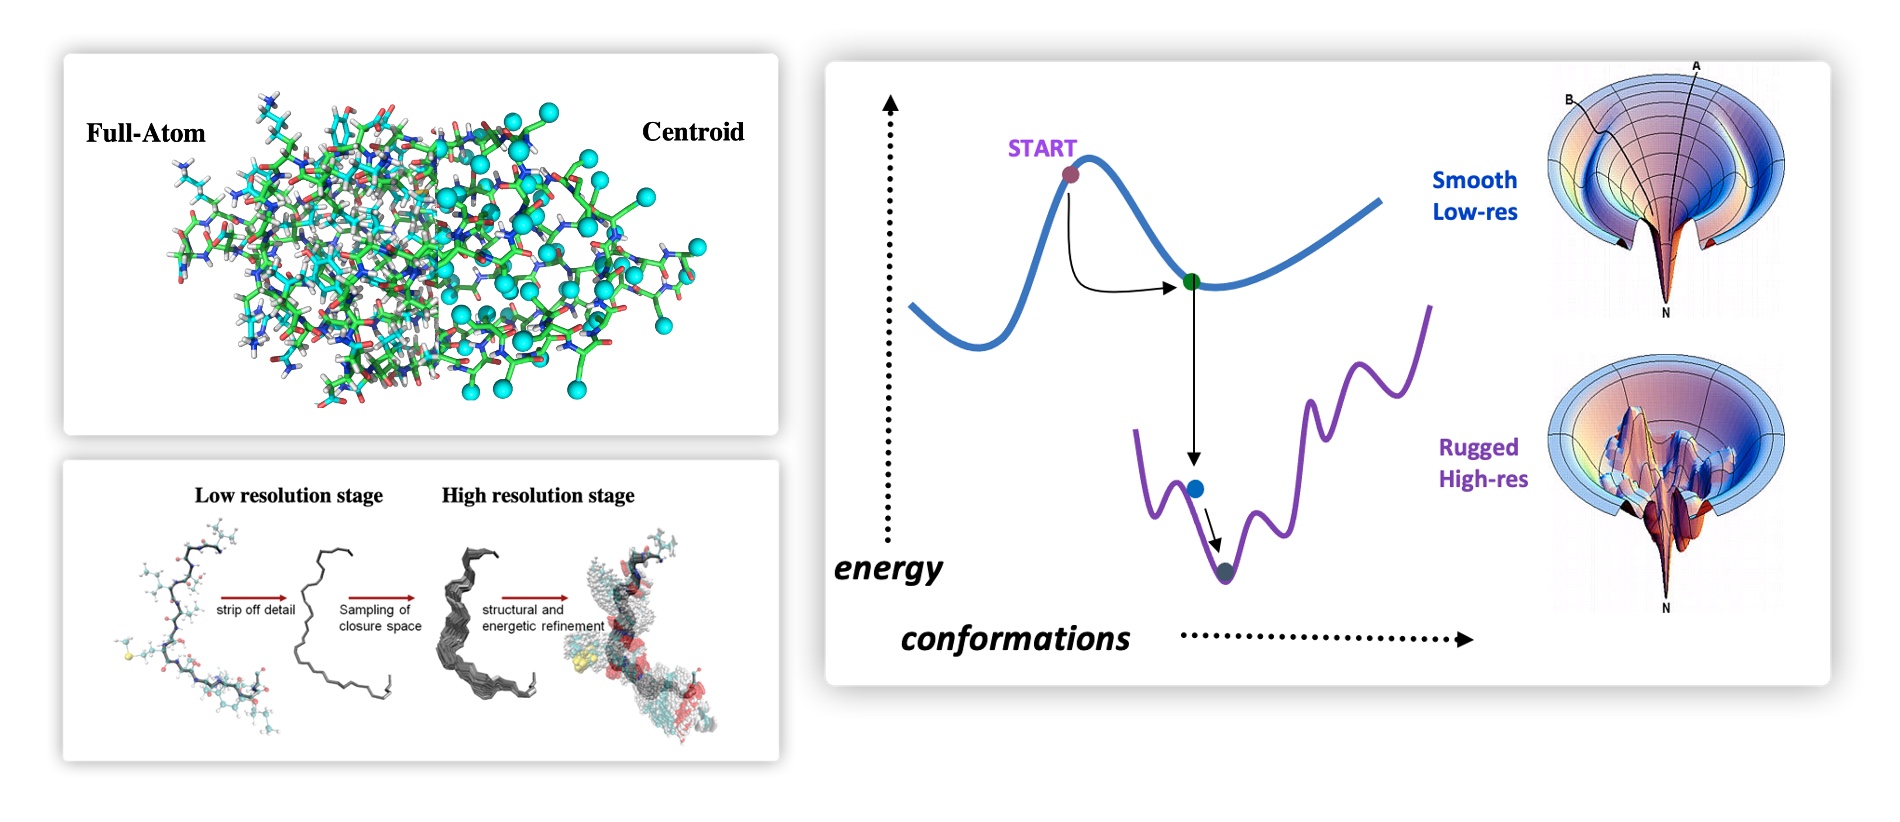 Full-Atom
Centroid
Low resolution stage
High resolution stage
strip off detail
Sampling of
closure space
structural and
energetic refinement
START
energy
conformations
Smooth
Low-res
A
B
N
Rugged
High-res
N